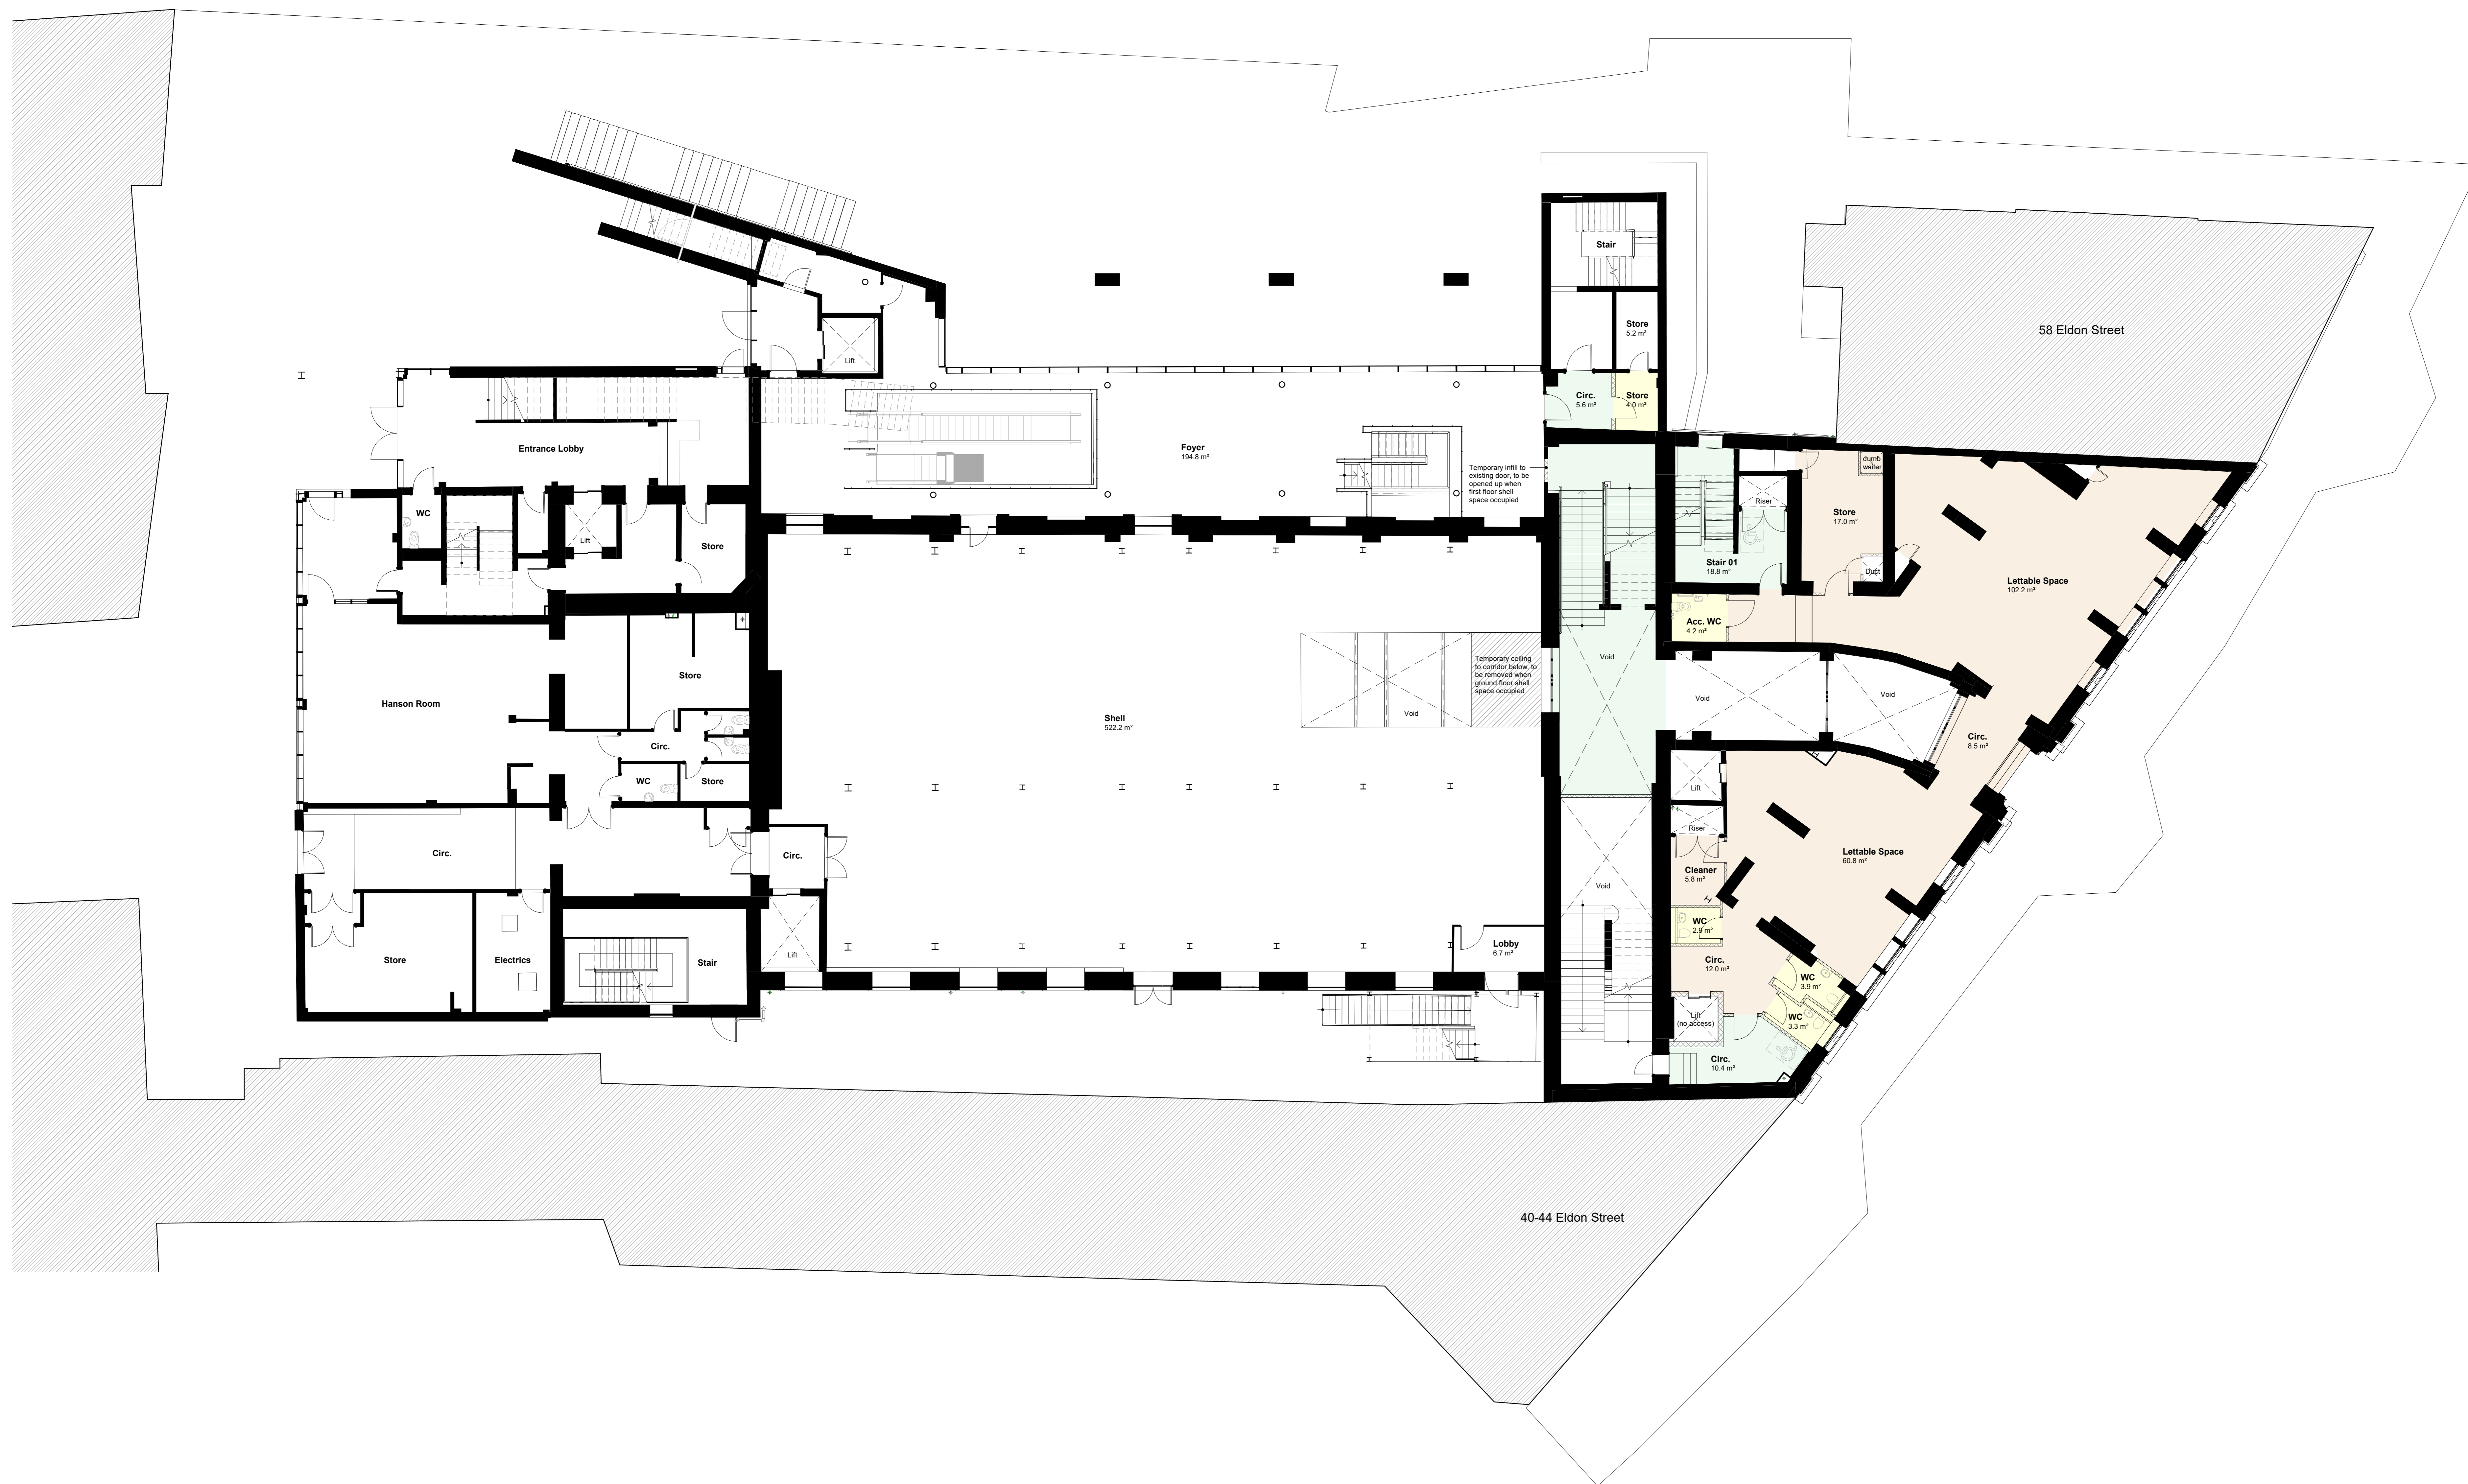 Stair
58 Eldon Street
Store
5.2 m²
Lift
Circ.
5.6 m²
Store
4.0 m²
Entrance Lobby
Foyer
194.8 m²
Temporary infill to
existing door, to be
opened up when
first floor shell
space occupied
dumb
waiter
Riser
Store
17.0 m²
WC
Lift
Store
Stair 01
18.8 m²
Duct
Lettable Space
102.2 m²
Acc. WC
4.2 m²
Void
Temporary ceiling
to corridor below, to
be removed when
ground floor shell
space occupied
Void
Void
Void
Store
Hanson Room
Shell
522.2 m²
Circ.
8.5 m²
Circ.
WC
Store
Lift
Riser
Circ.
Circ.
Lettable Space
60.8 m²
Cleaner
5.8 m²
Void
WC
2.9 m²
Lobby
6.7 m²
Lift
Store
Electrics
Stair
Circ.
12.0 m²
WC
3.9 m²
Lift
(no access)
WC
3.3 m²
Circ.
10.4 m²
40-44 Eldon Street